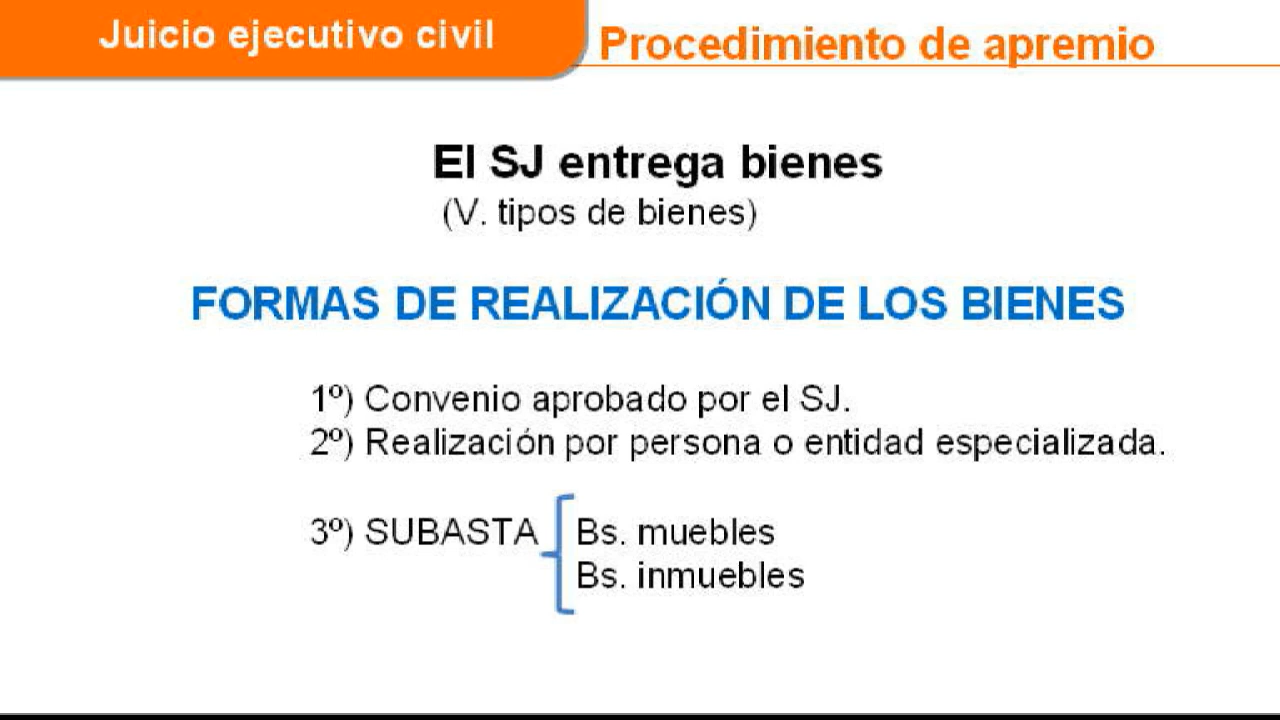 Juicio ejecutivo civil
Procedimiento de apremio
El SJ entrega bienes
(V. tipos de bienes)
FORMAS DE REALIZACIÓN DE LOS BIENES
1º) Convenio aprobado por el SJ.
2º) Realización por persona o entidad especializada.
3º) SUBASTA
Bs. muebles
Bs. inmuebles